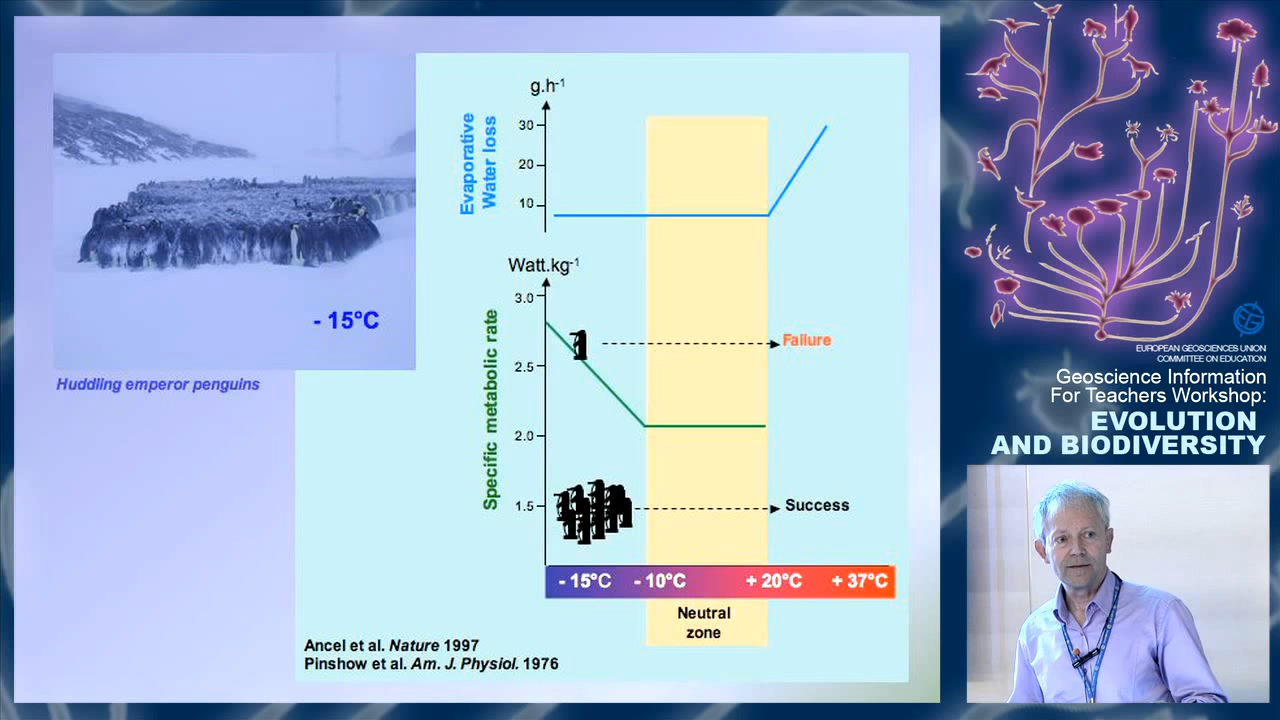 - 15°C
Huddling emperor penguins
g.h-1
Evaporative
Water loss
30
20
10
Watt.kg-1
Specific metabolic rate
3.0
2.5
2.0
1.5
Failure
Success
- 15°C
- 10°C
+ 20°C
+ 37°C
Neutral
zone
Ancel et al. Nature 1997
Pinshow et al. Am. J. Physiol. 1976
EUROPEAN GEOSCIENCES UNION
COMMITTEE ON EDUCATION
Geoscience Information
For Teachers Workshop:
EVOLUTION
AND BIODIVERSITY